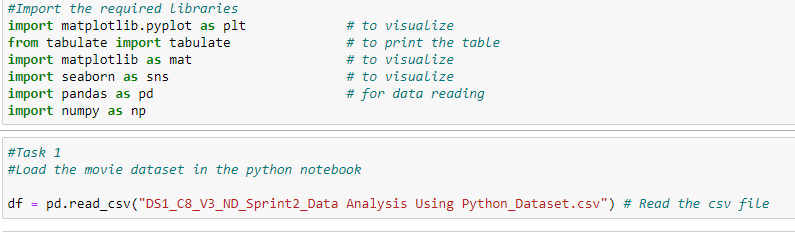 #Import the required libraries
import matplotlib.pyplot as plt # to visualize
from tabulate import tabulate # to print the table
import matplotlib as mat # to visualize
import seaborn as sns # to visualize
import pandas as pd # for data reading
import numpy as np
#Task 1
#Load the movie dataset in the python notebook
df = pd.read_csv("DS1_C8_V3_ND_Sprint2_Data Analysis Using Python_Dataset.csv") # Read the csv file